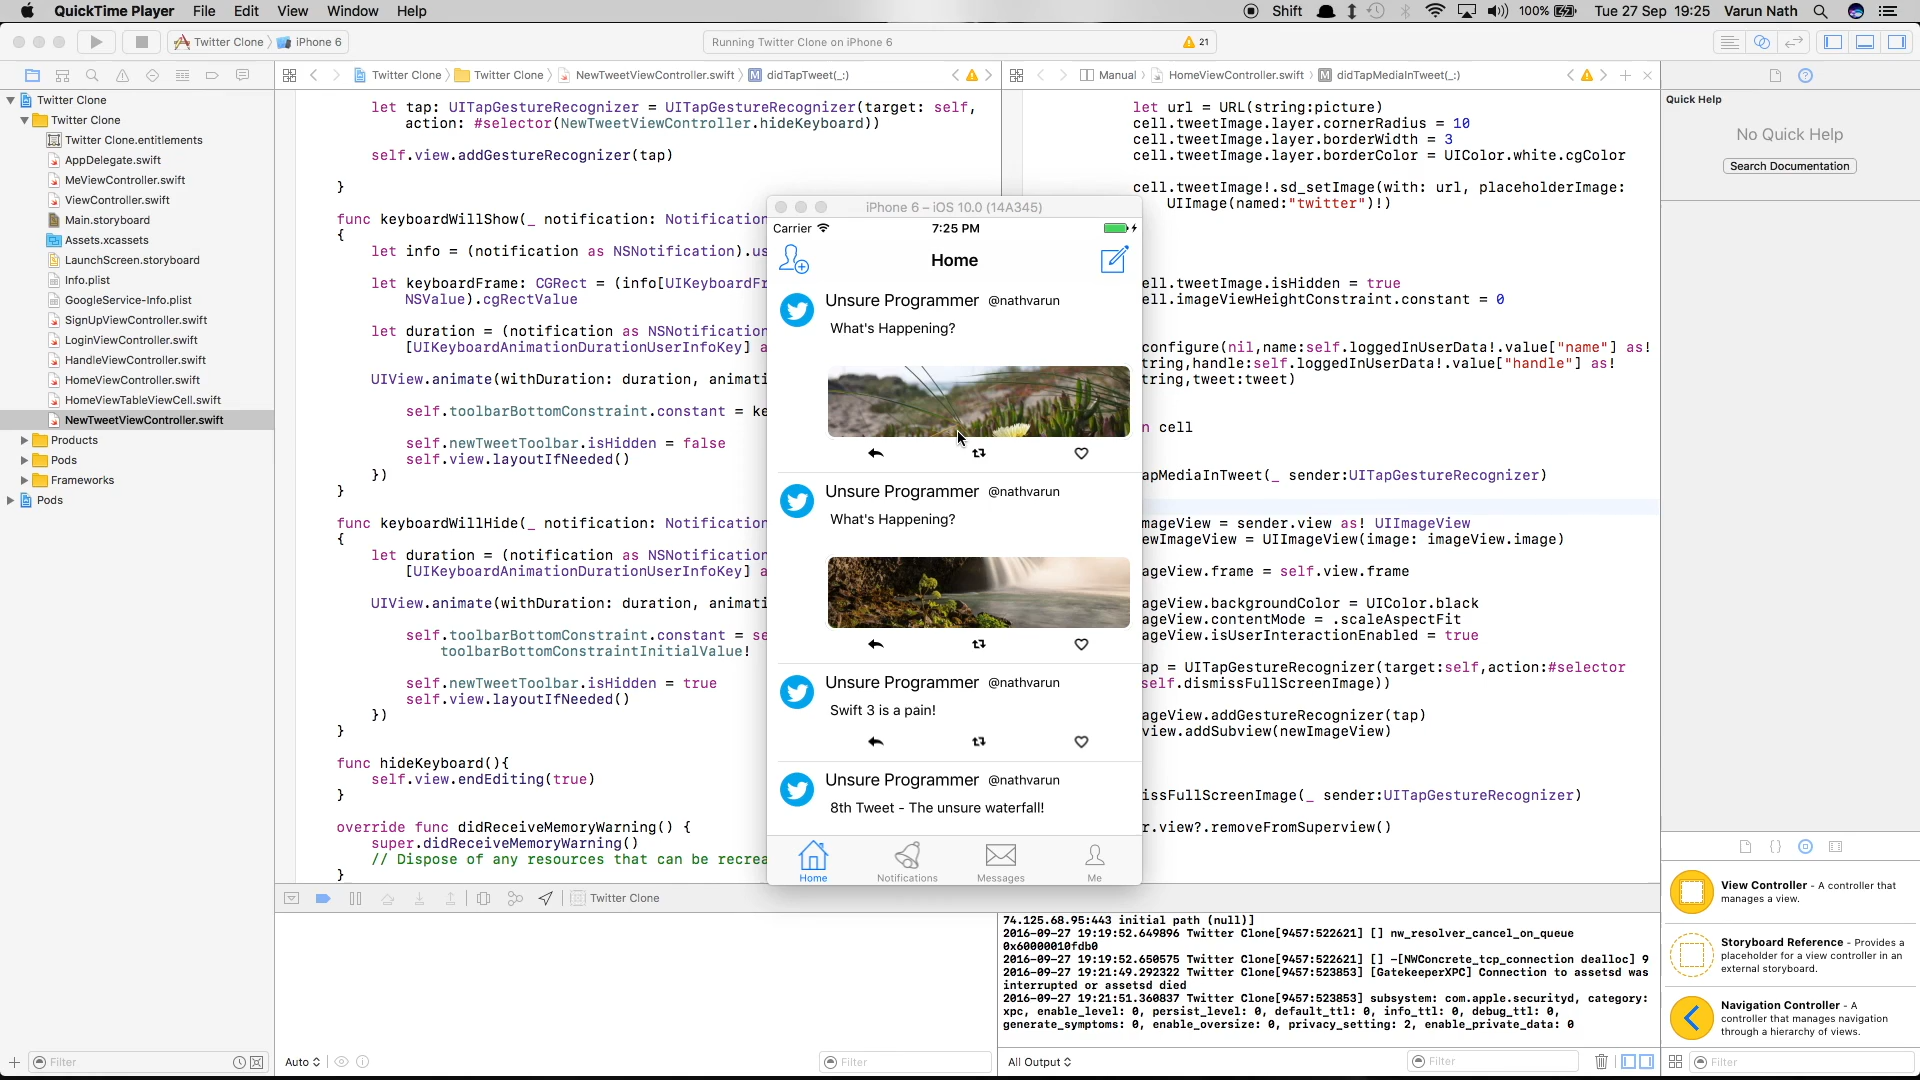 QuickTime Player File Edit View Window Help
Shift 100% Tue 27 Sep 19:25 Varun Nath
Twitter Clone iPhone 6
Running Twitter Clone on iPhone 6
21
Twitter Clone Twitter Clone NewTweetViewController.swift didTapTweet(_:)
Manual HomeViewController.swift didTapMediaInTweet(_:)
Twitter Clone
Twitter Clone
Twitter Clone.entitlements
AppDelegate.swift
MeViewController.swift
ViewController.swift
Main.storyboard
Assets.xcassets
LaunchScreen.storyboard
Info.plist
GoogleService-Info.plist
SignUpViewController.swift
LoginViewController.swift
HandleViewController.swift
HomeViewController.swift
HomeViewTableViewCell.swift
NewTweetViewController.swift
Products
Pods
Frameworks
Pods
let tap: UITapGestureRecognizer = UITapGestureRecognizer(target: self,
action: #selector(NewTweetViewController.hideKeyboard))
self.view.addGestureRecognizer(tap)
}
func keyboardWillShow(_ notification: Notification
{
let info = (notification as NSNotification).us
let keyboardFrame: CGRect = (info[UIKeyboardFr
NSValue).cgRectValue
let duration = (notification as NSNotification
[UIKeyboardAnimationDurationUserInfoKey] a
UIView.animate(withDuration: duration, animati
self.toolbarBottomConstraint.constant = ke
self.newTweetToolbar.isHidden = false
self.view.layoutIfNeeded()
})
}
func keyboardWillHide(_ notification: Notification
{
let duration = (notification as NSNotification
[UIKeyboardAnimationDurationUserInfoKey] a
UIView.animate(withDuration: duration, animati
self.toolbarBottomConstraint.constant = se
toolbarBottomConstraintInitialValue!
self.newTweetToolbar.isHidden = true
self.view.layoutIfNeeded()
})
}
func hideKeyboard(){
self.view.endEditing(true)
}
override func didReceiveMemoryWarning() {
super.didReceiveMemoryWarning()
// Dispose of any resources that can be recrea
}
iPhone 6 – iOS 10.0 (14A345)
Carrier 7:25 PM
Home
Unsure Programmer @nathvarun
What's Happening?
Unsure Programmer @nathvarun
What's Happening?
Unsure Programmer @nathvarun
Swift 3 is a pain!
Unsure Programmer @nathvarun
8th Tweet - The unsure waterfall!
Home Notifications Messages Me
let url = URL(string:picture)
cell.tweetImage.layer.cornerRadius = 10
cell.tweetImage.layer.borderWidth = 3
cell.tweetImage.layer.borderColor = UIColor.white.cgColor
cell.tweetImage!.sd_setImage(with: url, placeholderImage:
UIImage(named:"twitter")!)
ell.tweetImage.isHidden = true
ell.imageViewHeightConstraint.constant = 0
configure(nil,name:self.loggedInUserData!.value["name"] as!
tring,handle:self.loggedInUserData!.value["handle"] as!
tring,tweet:tweet)
n cell
apMediaInTweet(_ sender:UITapGestureRecognizer)
mageView = sender.view as! UIImageView
ewImageView = UIImageView(image: imageView.image)
ageView.frame = self.view.frame
ageView.backgroundColor = UIColor.black
ageView.contentMode = .scaleAspectFit
ageView.isUserInteractionEnabled = true
ap = UITapGestureRecognizer(target:self,action:#selector
self.dismissFullScreenImage))
ageView.addGestureRecognizer(tap)
view.addSubview(newImageView)
issFullScreenImage(_ sender:UITapGestureRecognizer)
r.view?.removeFromSuperview()
Quick Help
No Quick Help
Search Documentation
View Controller - A controller that
manages a view.
Storyboard Reference - Provides a
placeholder for a view controller in an
external storyboard.
Navigation Controller - A
controller that manages navigation
through a hierarchy of views.
Twitter Clone
74.125.68.95:443 initial path (null)]
2016-09-27 19:19:52.649896 Twitter Clone[9457:522621] [] nw_resolver_cancel_on_queue
0x60000010fdb0
2016-09-27 19:19:52.650575 Twitter Clone[9457:522621] [] -[NWConcrete_tcp_connection dealloc] 9
2016-09-27 19:21:49.292322 Twitter Clone[9457:523853] [GatekeeperXPC] Connection to assetsd was
interrupted or assetsd died
2016-09-27 19:21:51.360837 Twitter Clone[9457:523853] subsystem: com.apple.securityd, category:
xpc, enable_level: 0, persist_level: 0, default_ttl: 0, info_ttl: 0, debug_ttl: 0,
generate_symptoms: 0, enable_oversize: 0, privacy_setting: 2, enable_private_data: 0
Filter
Auto
Filter
All Output
Filter
Filter